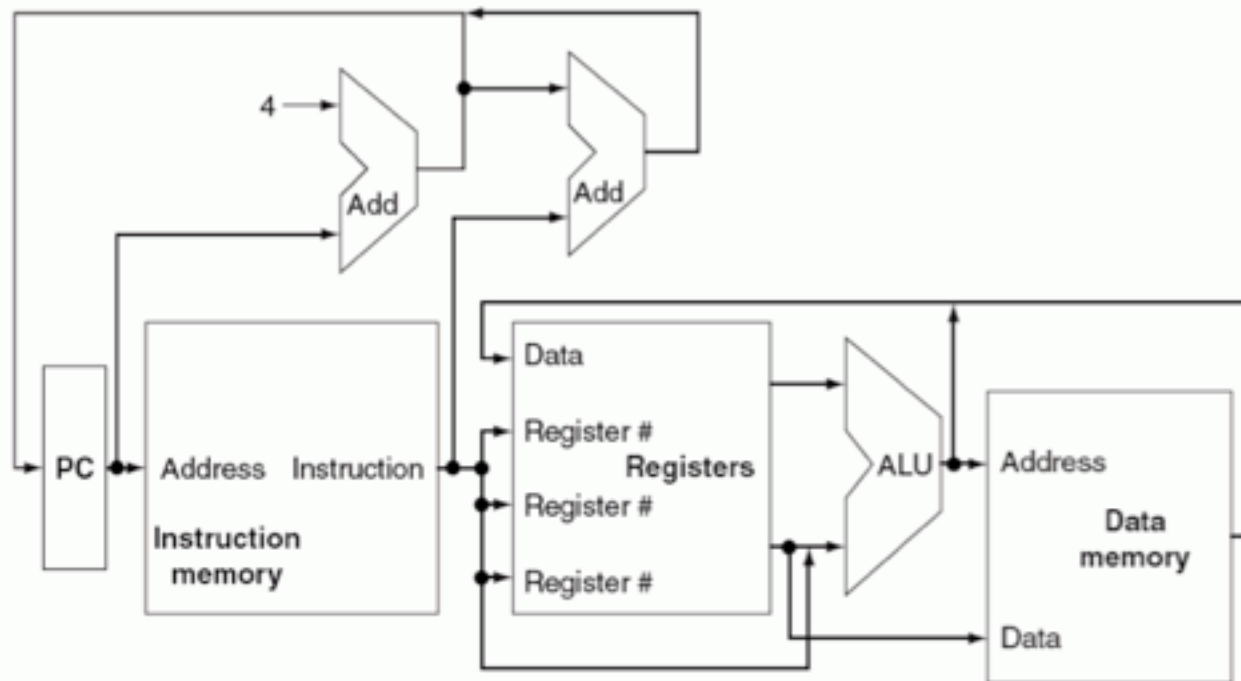 4
Add
Add
Data
Register #
Registers
Register #
Register #
PC
Address Instruction
Instruction
memory
ALU
Address
Data
memory
Data